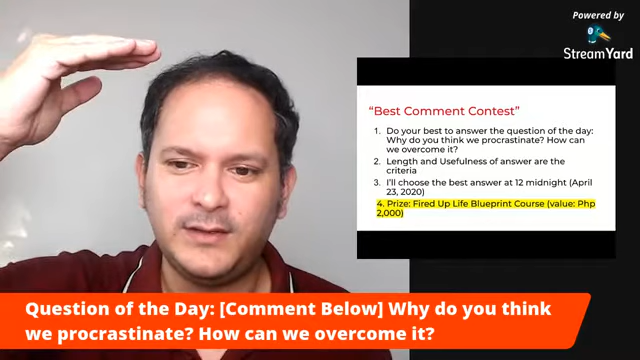 Powered by
StreamYard
“Best Comment Contest”
1. Do your best to answer the question of the day:
Why do you think we procrastinate? How can
we overcome it?
2. Length and Usefulness of answer are the
criteria
3. I’ll choose the best answer at 12 midnight (April
23, 2020)
4. Prize: Fired Up Life Blueprint Course (value: Php
2,000)
Question of the Day: [Comment Below] Why do you think
we procrastinate? How can we overcome it?